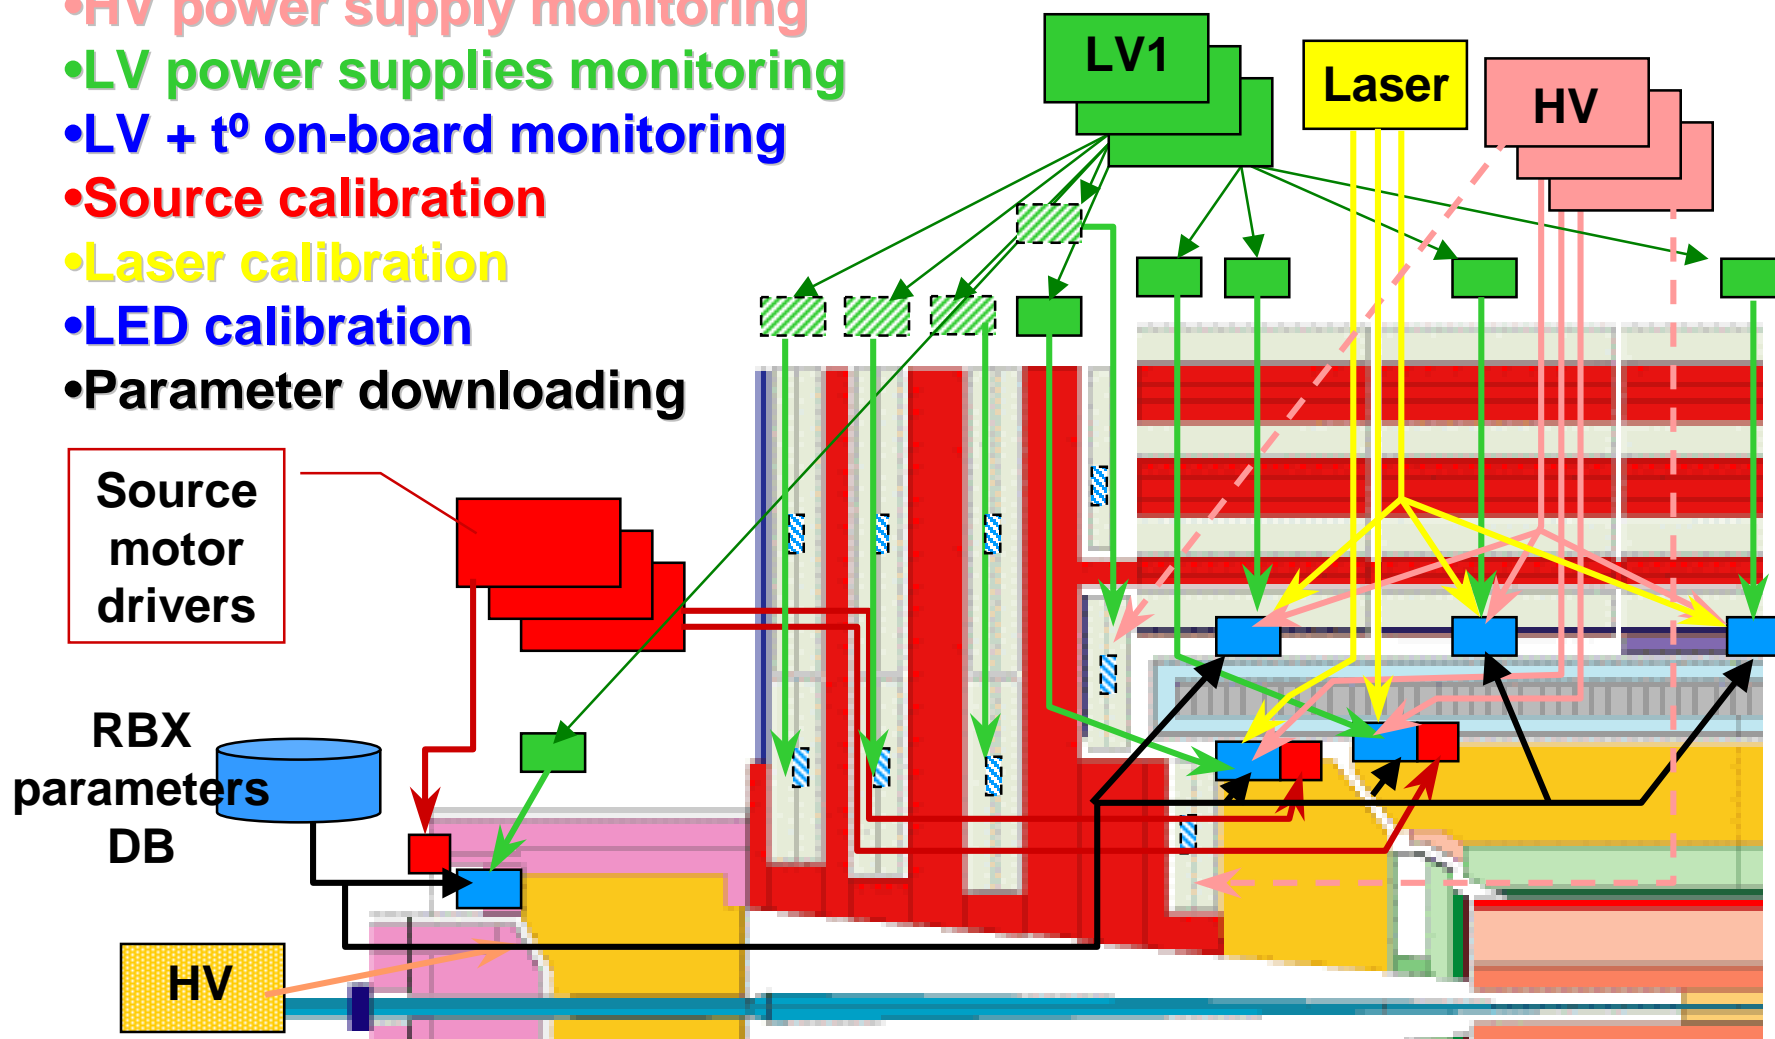 •HV power supply monitoring
•LV power supplies monitoring
•LV + t⁰ on-board monitoring
•Source calibration
•Laser calibration
•LED calibration
•Parameter downloading
LV1
Laser
HV
Source
motor
drivers
RBX
parameters
DB
HV